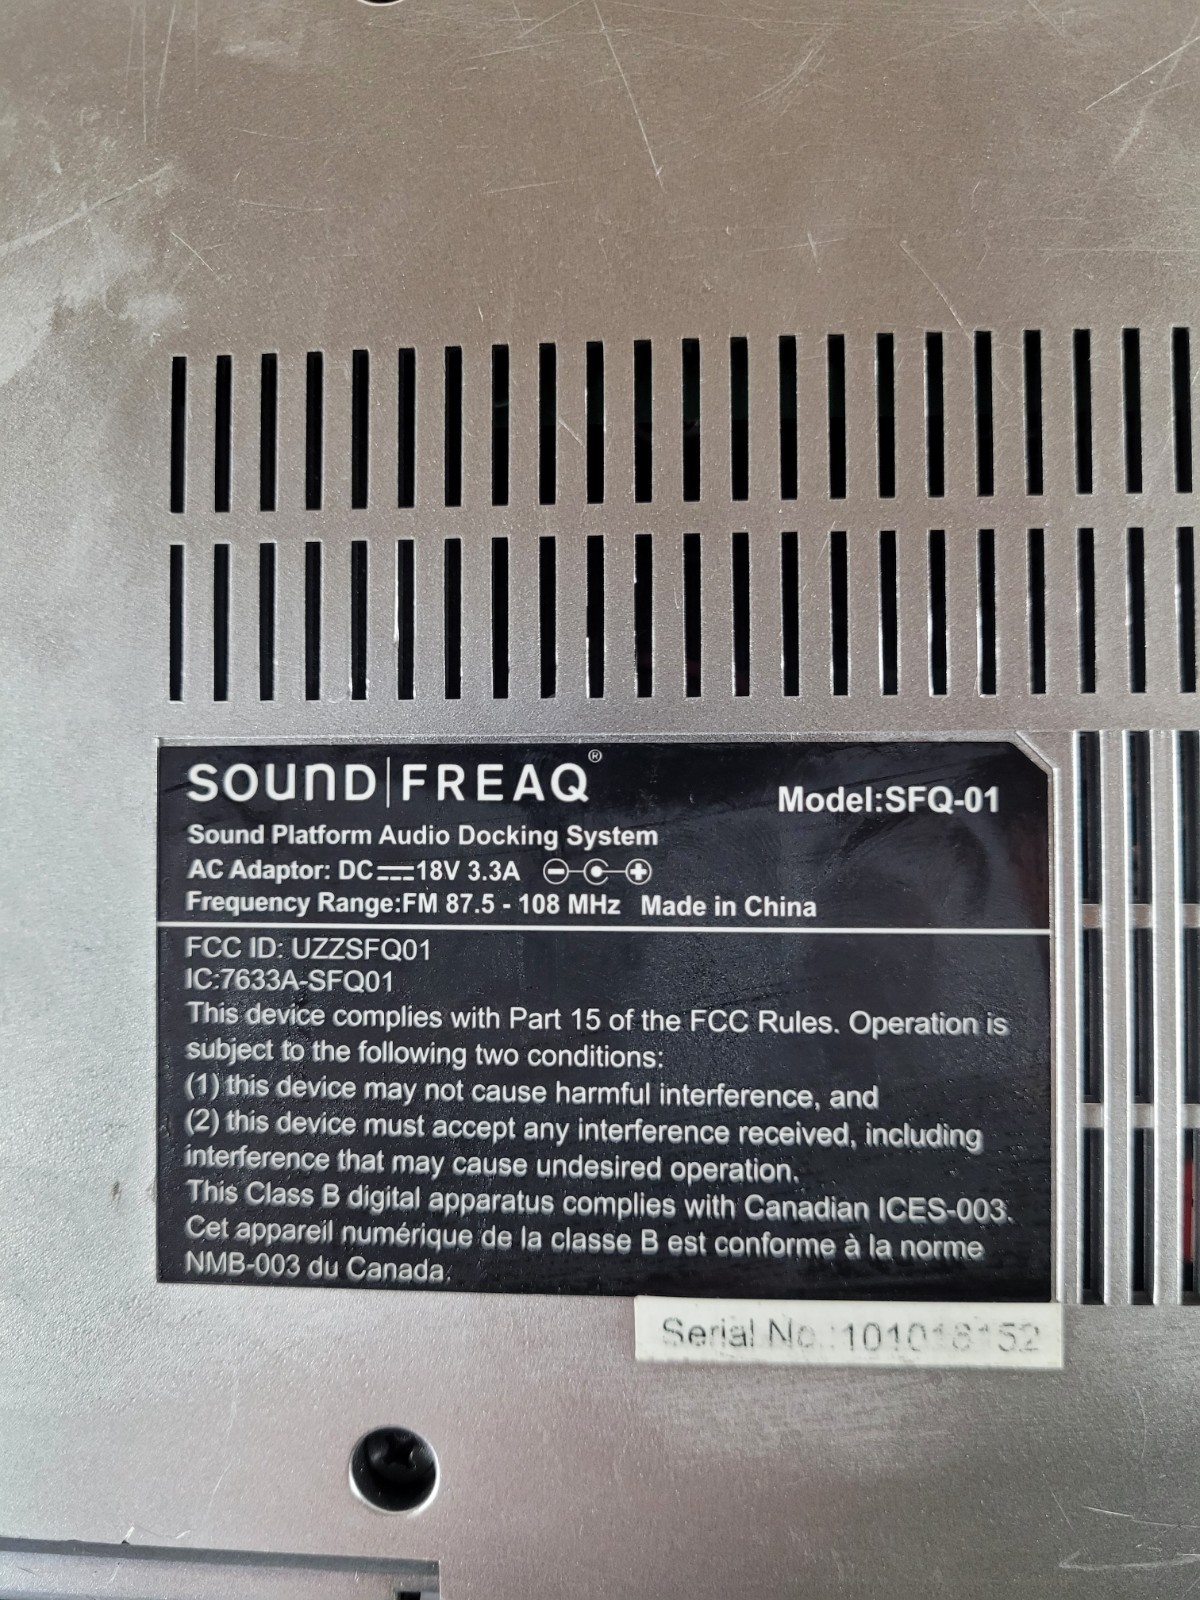 SOUND|FREAQ®
Model:SFQ-01
Sound Platform Audio Docking System
AC Adaptor: DC⎓18V 3.3A
Frequency Range:FM 87.5 - 108 MHz Made in China
FCC ID: UZZSFQ01
IC:7633A-SFQ01
This device complies with Part 15 of the FCC Rules. Operation is
subject to the following two conditions:
(1) this device may not cause harmful interference, and
(2) this device must accept any interference received, including
interference that may cause undesired operation.
This Class B digital apparatus complies with Canadian ICES-003.
Cet appareil numérique de la classe B est conforme à la norme
NMB-003 du Canada.
Serial No.: